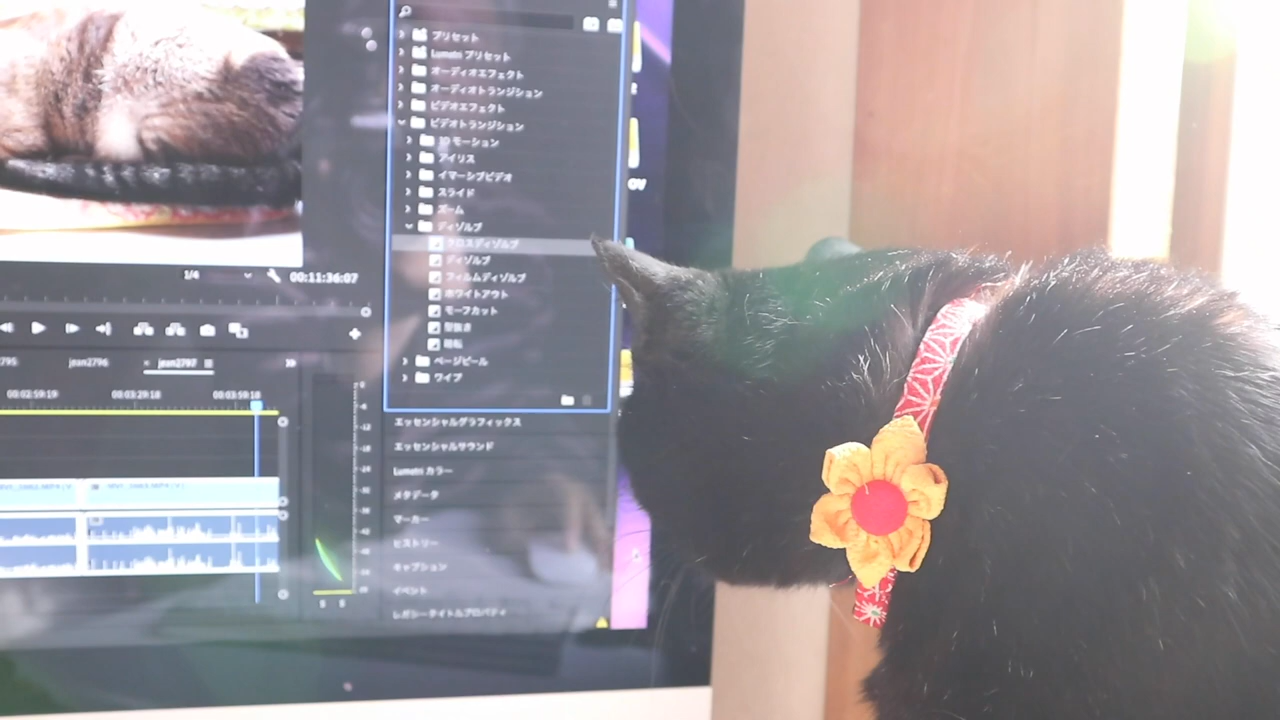 プリセット
Lumetri プリセット
オーディオエフェクト
オーディオトランジション
ビデオエフェクト
ビデオトランジション
3D モーション
アイリス
イマーシブビデオ
スライド
ズーム
ディゾルブ
クロスディゾルブ
ディゾルブ
フィルムディゾルブ
ホワイトアウト
モーフカット
型抜き
暗転
ページピール
ワイプ
1/4
00:11:36:07
795 jean2796 × jean2797
00:02:59:19 00:03:29:18 00:03:59:18
エッセンシャルグラフィックス
エッセンシャルサウンド
Lumetri カラー
メタデータ
マーカー
ヒストリー
キャプション
イベント
レガシータイトルプロパティ
S S
OV